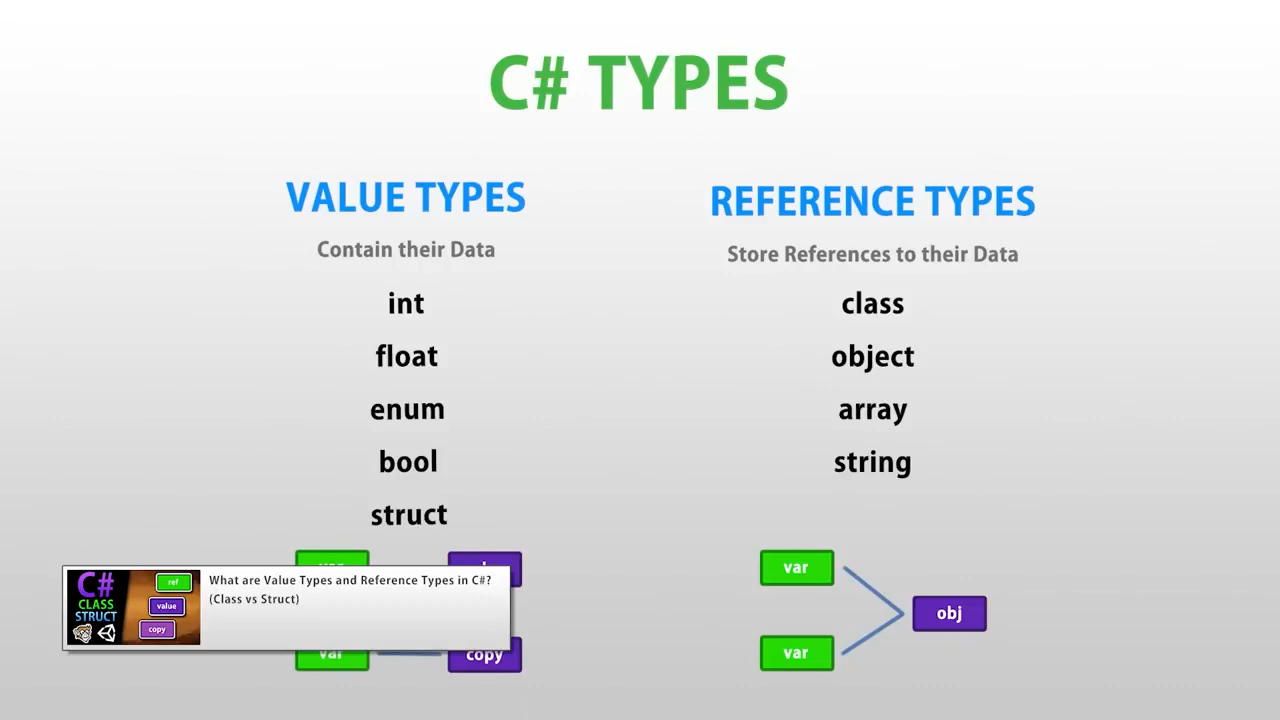 C# TYPES
VALUE TYPES
Contain their Data
int
float
enum
bool
struct
REFERENCE TYPES
Store References to their Data
class
object
array
string
C#
CLASS
STRUCT
ref
value
copy
What are Value Types and Reference Types in C#?
(Class vs Struct)
var
copy
var
obj
var